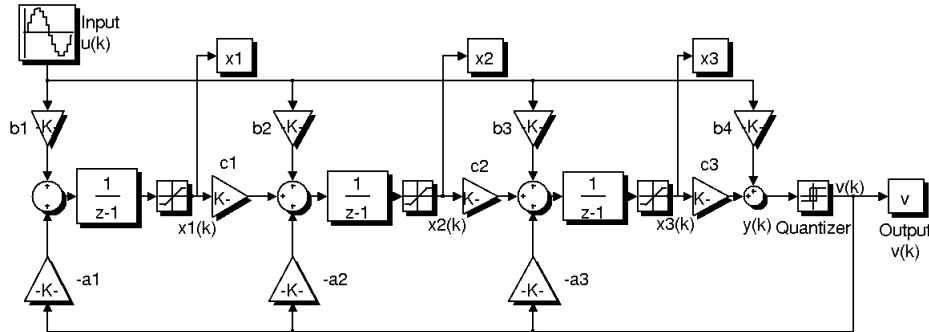 Input
u(k)
x1
x2
x3
b1
-K-
b2
-K-
b3
-K-
b4
-K-
+
+
1
z-1
c1
K-
x1(k)
+
+
+
1
z-1
c2
K-
x2(k)
+
+
+
1
z-1
c3
K-
x3(k)
+
+
y(k)
Quantizer
v(k)
v
Output
v(k)
-K-
-a1
-K-
-a2
-K-
-a3